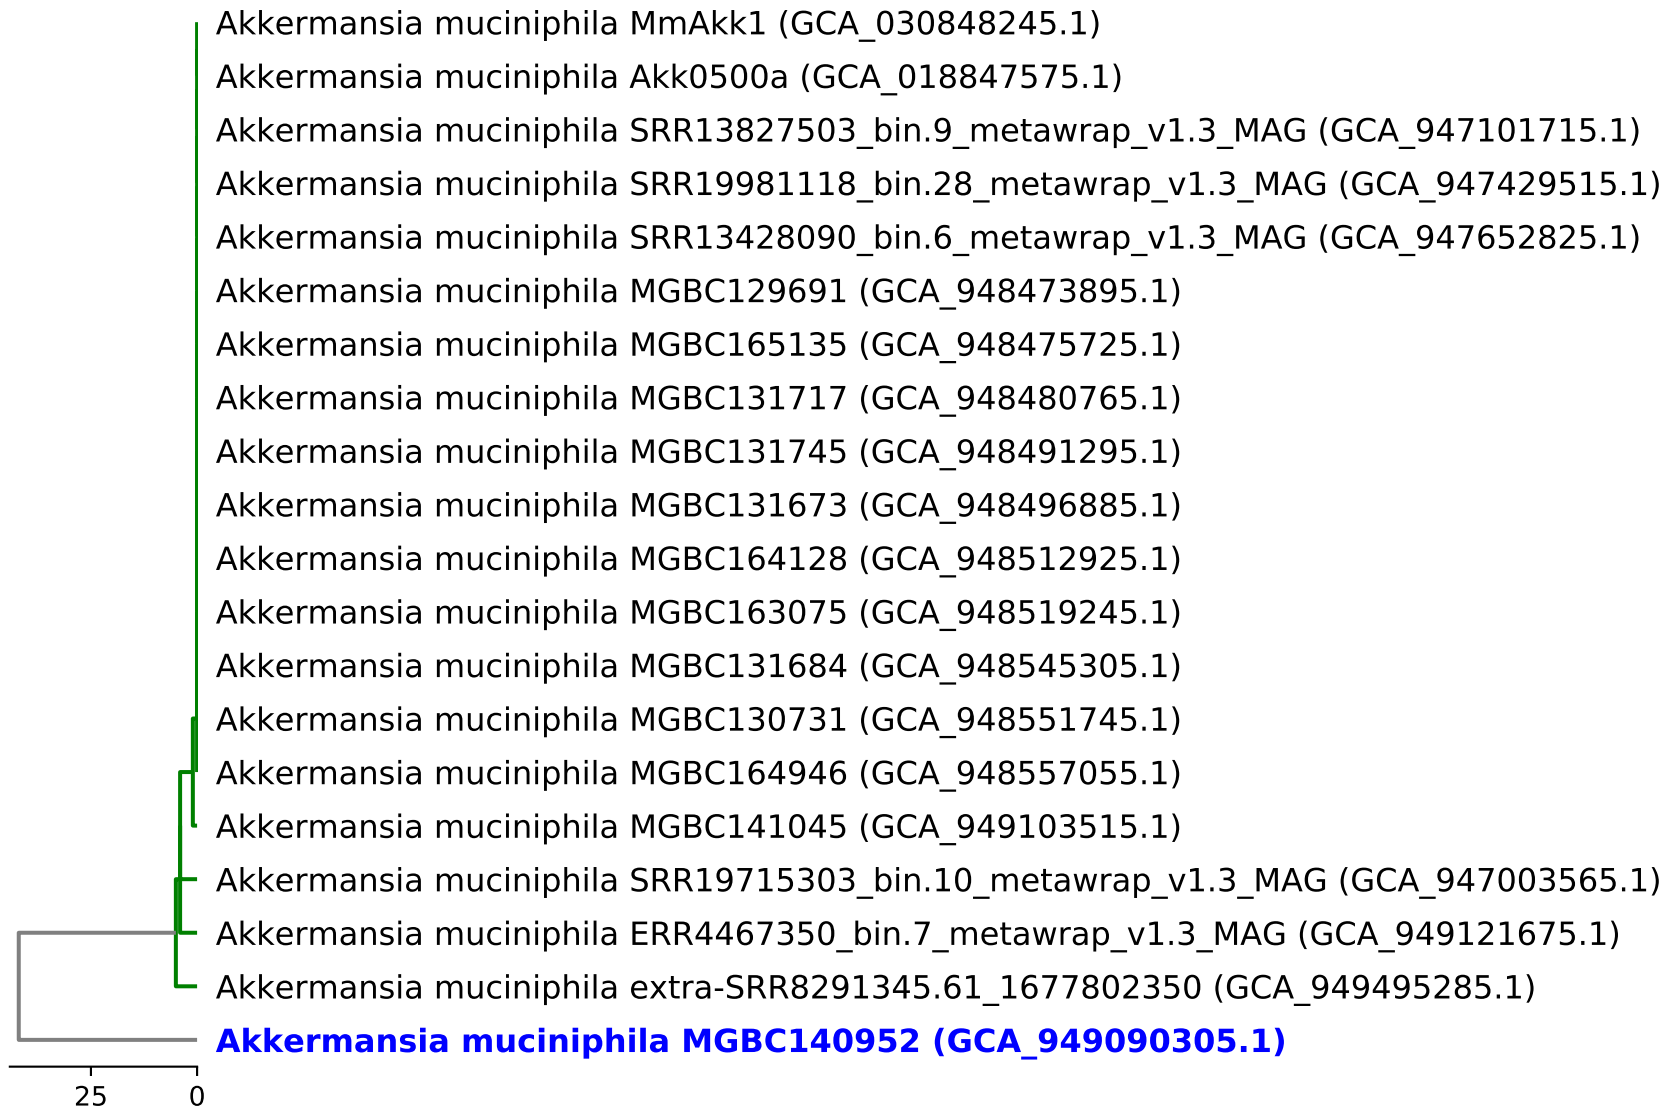 Akkermansia muciniphila MmAkk1 (GCA_030848245.1)
Akkermansia muciniphila Akk0500a (GCA_018847575.1)
Akkermansia muciniphila SRR13827503_bin.9_metawrap_v1.3_MAG (GCA_947101715.1)
Akkermansia muciniphila SRR19981118_bin.28_metawrap_v1.3_MAG (GCA_947429515.1)
Akkermansia muciniphila SRR13428090_bin.6_metawrap_v1.3_MAG (GCA_947652825.1)
Akkermansia muciniphila MGBC129691 (GCA_948473895.1)
Akkermansia muciniphila MGBC165135 (GCA_948475725.1)
Akkermansia muciniphila MGBC131717 (GCA_948480765.1)
Akkermansia muciniphila MGBC131745 (GCA_948491295.1)
Akkermansia muciniphila MGBC131673 (GCA_948496885.1)
Akkermansia muciniphila MGBC164128 (GCA_948512925.1)
Akkermansia muciniphila MGBC163075 (GCA_948519245.1)
Akkermansia muciniphila MGBC131684 (GCA_948545305.1)
Akkermansia muciniphila MGBC130731 (GCA_948551745.1)
Akkermansia muciniphila MGBC164946 (GCA_948557055.1)
Akkermansia muciniphila MGBC141045 (GCA_949103515.1)
Akkermansia muciniphila SRR19715303_bin.10_metawrap_v1.3_MAG (GCA_947003565.1)
Akkermansia muciniphila ERR4467350_bin.7_metawrap_v1.3_MAG (GCA_949121675.1)
Akkermansia muciniphila extra-SRR8291345.61_1677802350 (GCA_949495285.1)
Akkermansia muciniphila MGBC140952 (GCA_949090305.1)
25 0